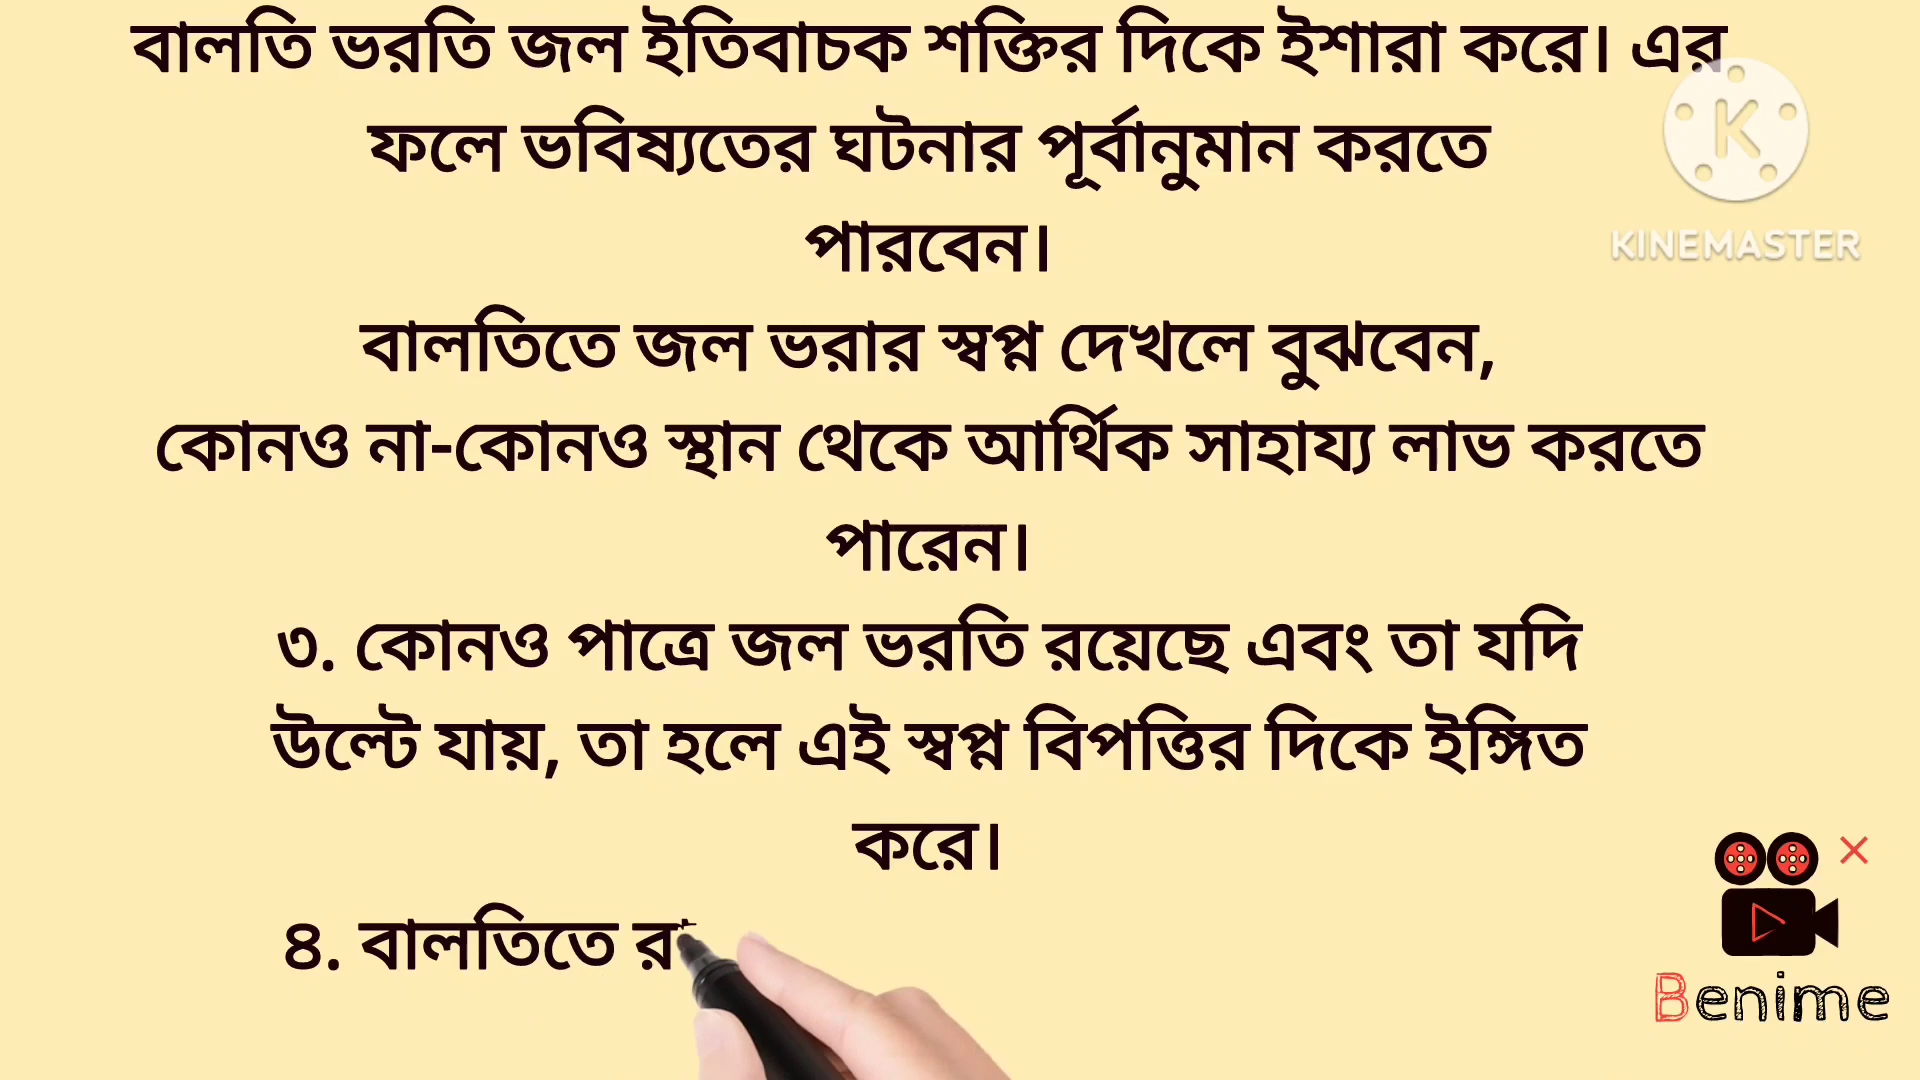 বালতি ভরতি জল ইতিবাচক শক্তির দিকে ইশারা করে। এর
ফলে ভবিষ্যতের ঘটনার পূর্বানুমান করতে
পারবেন।
বালতিতে জল ভরার স্বপ্ন দেখলে বুঝবেন,
কোনও না-কোনও স্থান থেকে আর্থিক সাহায্য লাভ করতে
পারেন।
৩. কোনও পাত্রে জল ভরতি রয়েছে এবং তা যদি
উল্টে যায়, তা হলে এই স্বপ্ন বিপত্তির দিকে ইঙ্গিত
করে।
৪. বালতিতে
K
KINEMASTER
Benime